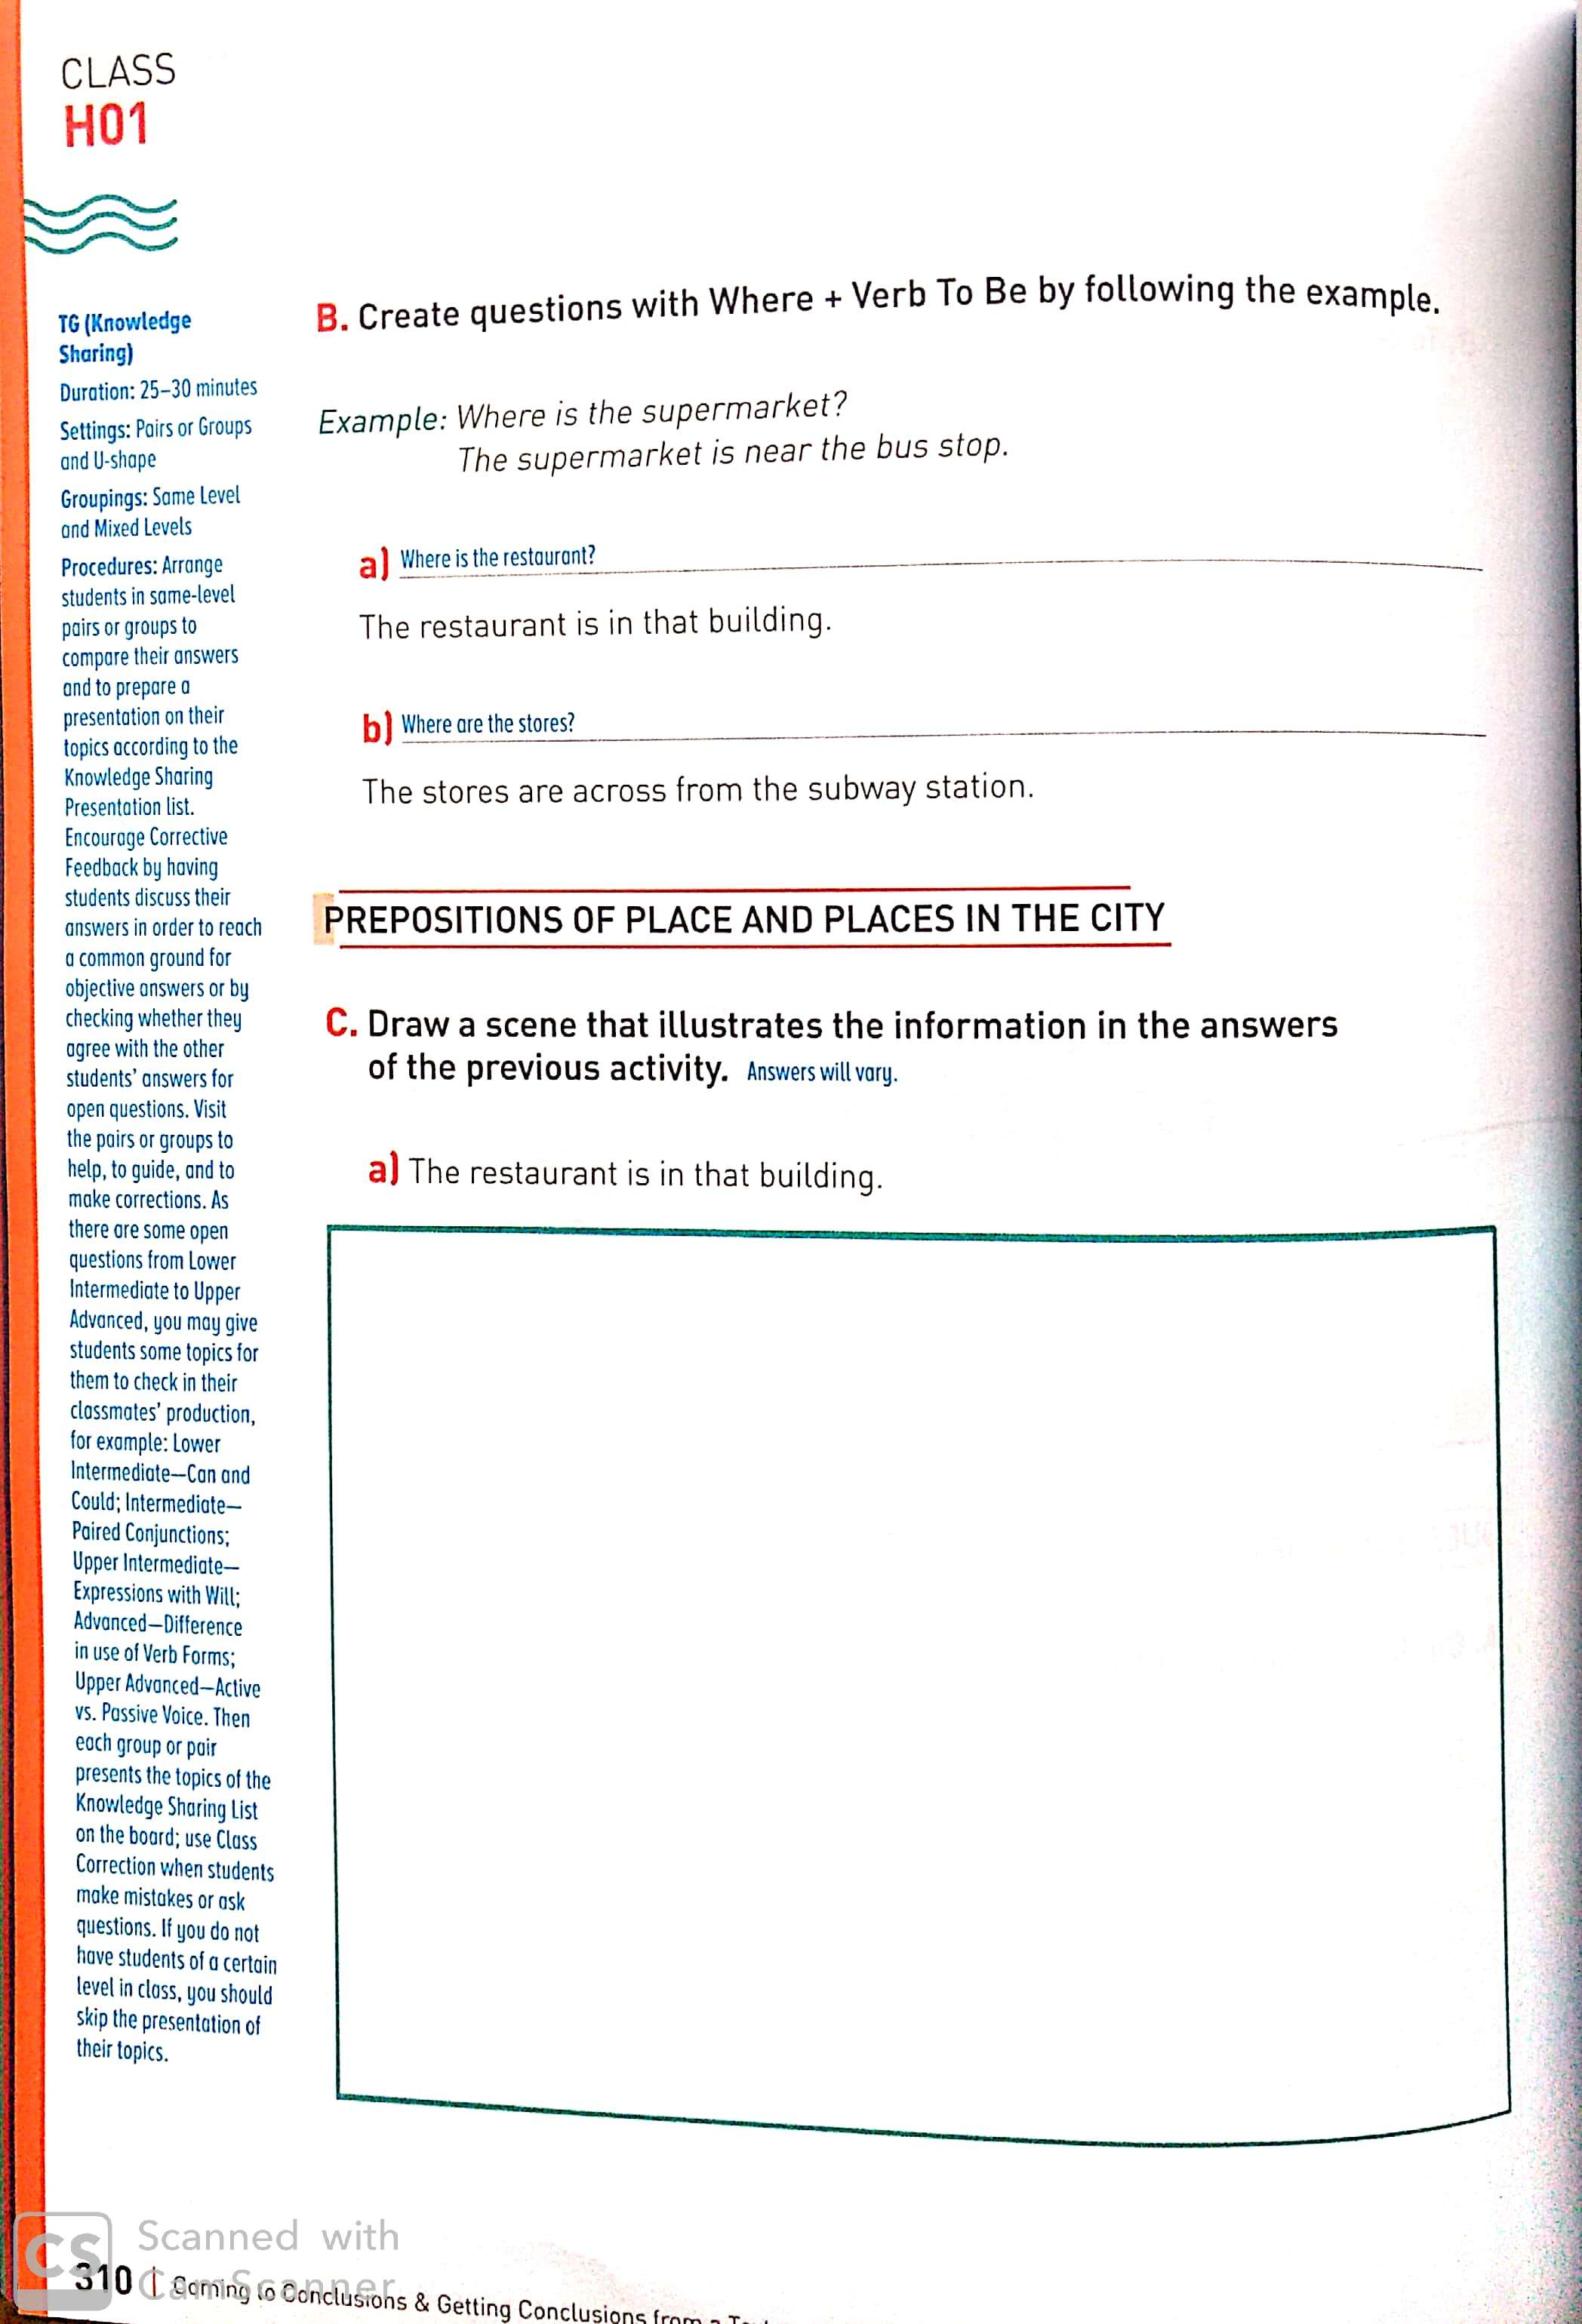 CLASS
H01
TG (Knowledge
Sharing)
Duration: 25–30 minutes
Settings: Pairs or Groups
and U-shape
Groupings: Same Level
and Mixed Levels
Procedures: Arrange
students in same-level
pairs or groups to
compare their answers
and to prepare a
presentation on their
topics according to the
Knowledge Sharing
Presentation list.
Encourage Corrective
Feedback by having
students discuss their
answers in order to reach
a common ground for
objective answers or by
checking whether they
agree with the other
students' answers for
open questions. Visit
the pairs or groups to
help, to guide, and to
make corrections. As
there are some open
questions from Lower
Intermediate to Upper
Advanced, you may give
students some topics for
them to check in their
classmates' production,
for example: Lower
Intermediate—Can and
Could; Intermediate—
Paired Conjunctions;
Upper Intermediate—
Expressions with Will;
Advanced—Difference
in use of Verb Forms;
Upper Advanced—Active
vs. Passive Voice. Then
each group or pair
presents the topics of the
Knowledge Sharing List
on the board; use Class
Correction when students
make mistakes or ask
questions. If you do not
have students of a certain
level in class, you should
skip the presentation of
their topics.
B. Create questions with Where + Verb To Be by following the example.
Example: Where is the supermarket?
The supermarket is near the bus stop.
a) Where is the restaurant?
The restaurant is in that building.
b) Where are the stores?
The stores are across from the subway station.
PREPOSITIONS OF PLACE AND PLACES IN THE CITY
C. Draw a scene that illustrates the information in the answers
of the previous activity. Answers will vary.
a) The restaurant is in that building.
CS Scanned with
CamScanner
310 | Coming to Conclusions & Getting Conclusions from a